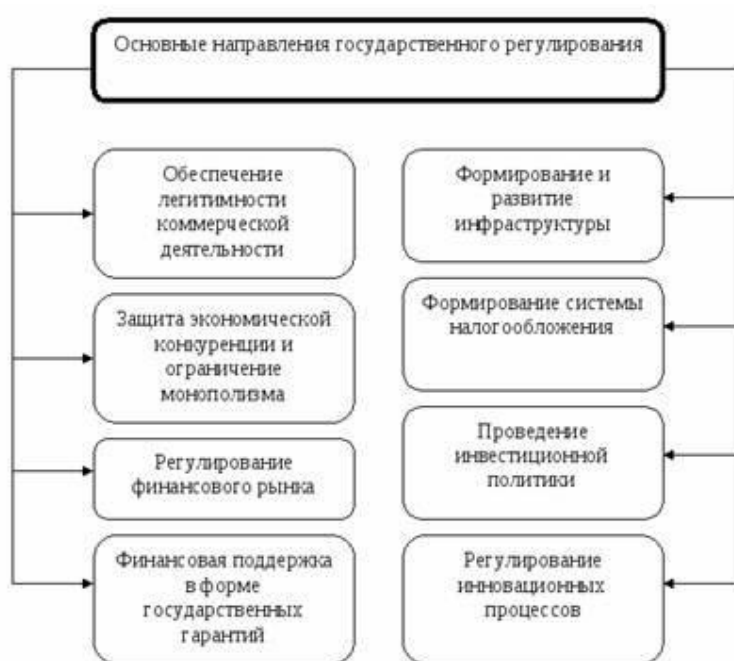 Основные направления государственного регулирования
Обеспечение
легитимности
коммерческой
деятельности
Защита экономической
конкуренции и
ограничение
монополизма
Регулирование
финансового рынка
Финансовая поддержка
в форме
государственных
гарантий
Формирование и
развитие
инфраструктуры
Формирование системы
налогообложения
Проведение
инвестиционной
политики
Регулирование
инновационных
процессов